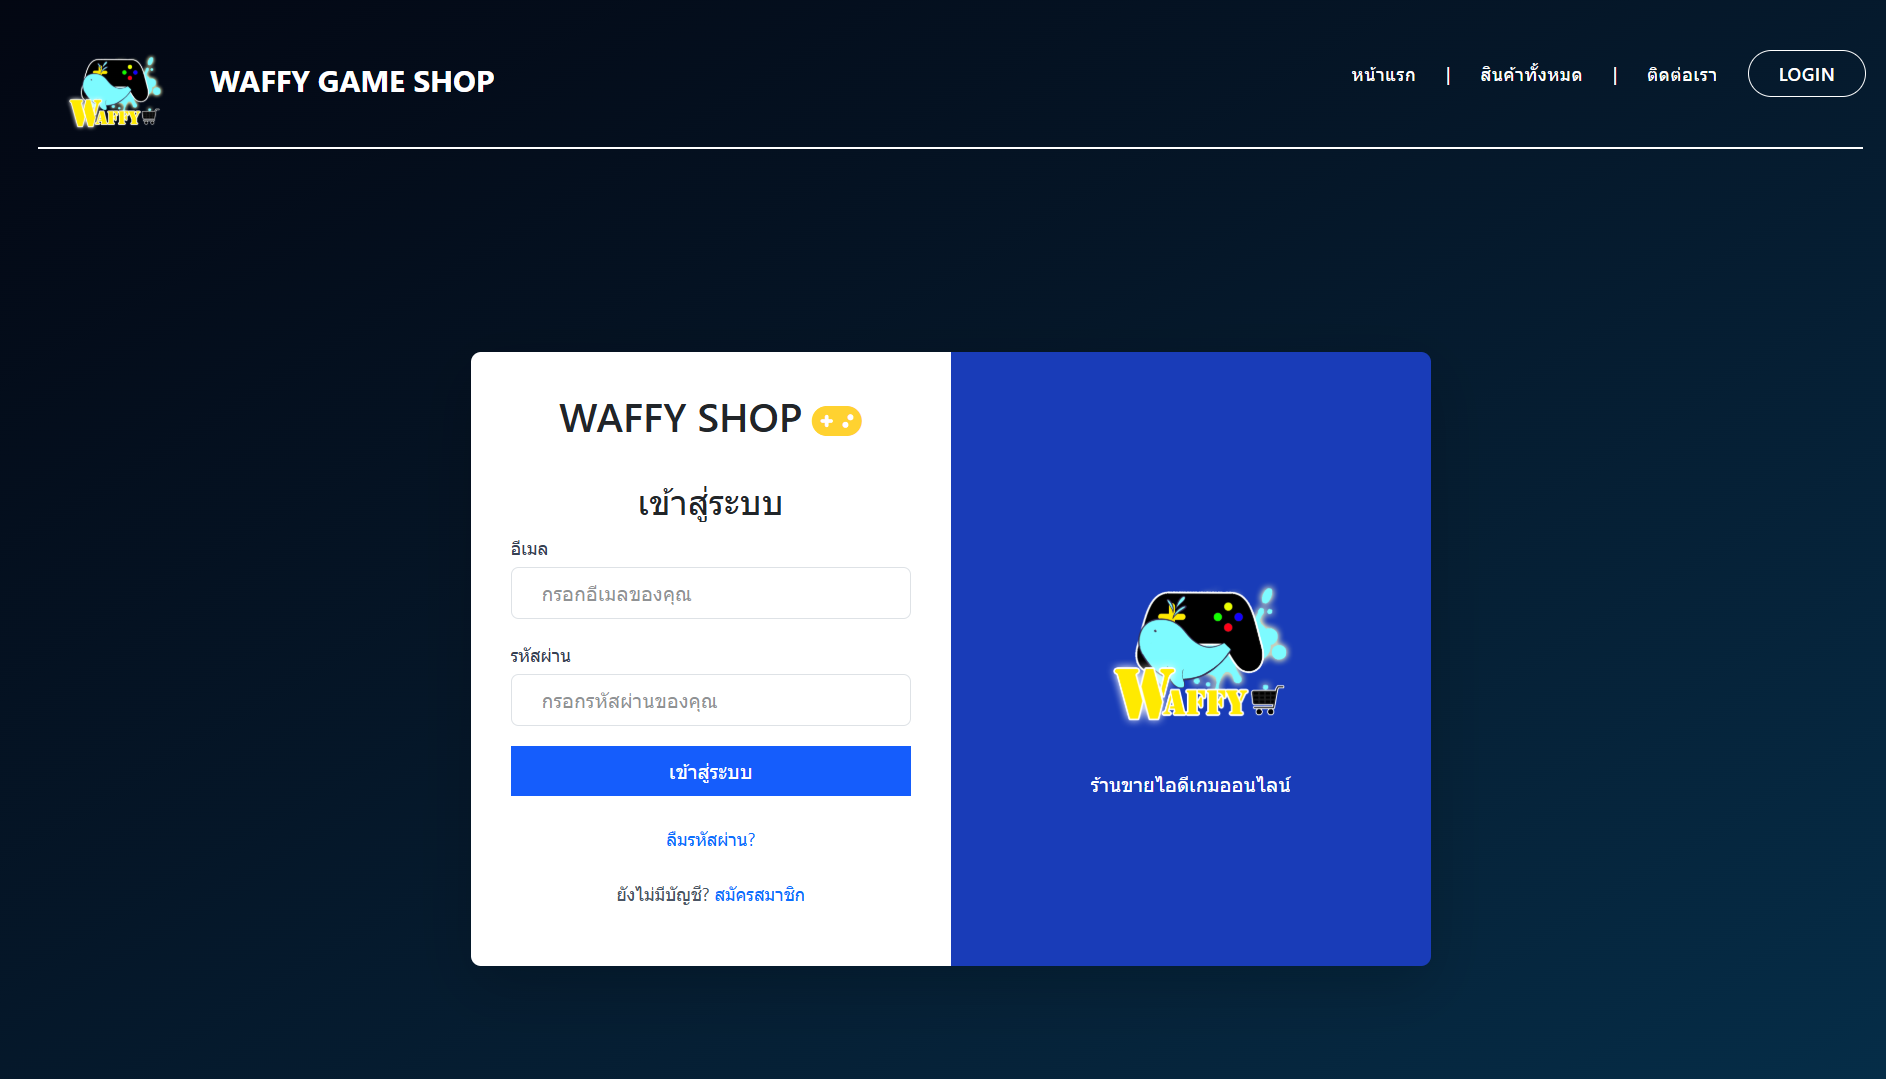 WAFFY
WAFFY GAME SHOP
หน้าแรก | สินค้าทั้งหมด | ติดต่อเรา LOGIN
WAFFY SHOP
เข้าสู่ระบบ
อีเมล
กรอกอีเมลของคุณ
รหัสผ่าน
กรอกรหัสผ่านของคุณ
เข้าสู่ระบบ
ลืมรหัสผ่าน?
ยังไม่มีบัญชี? สมัครสมาชิก
WAFFY
ร้านขายไอดีเกมออนไลน์